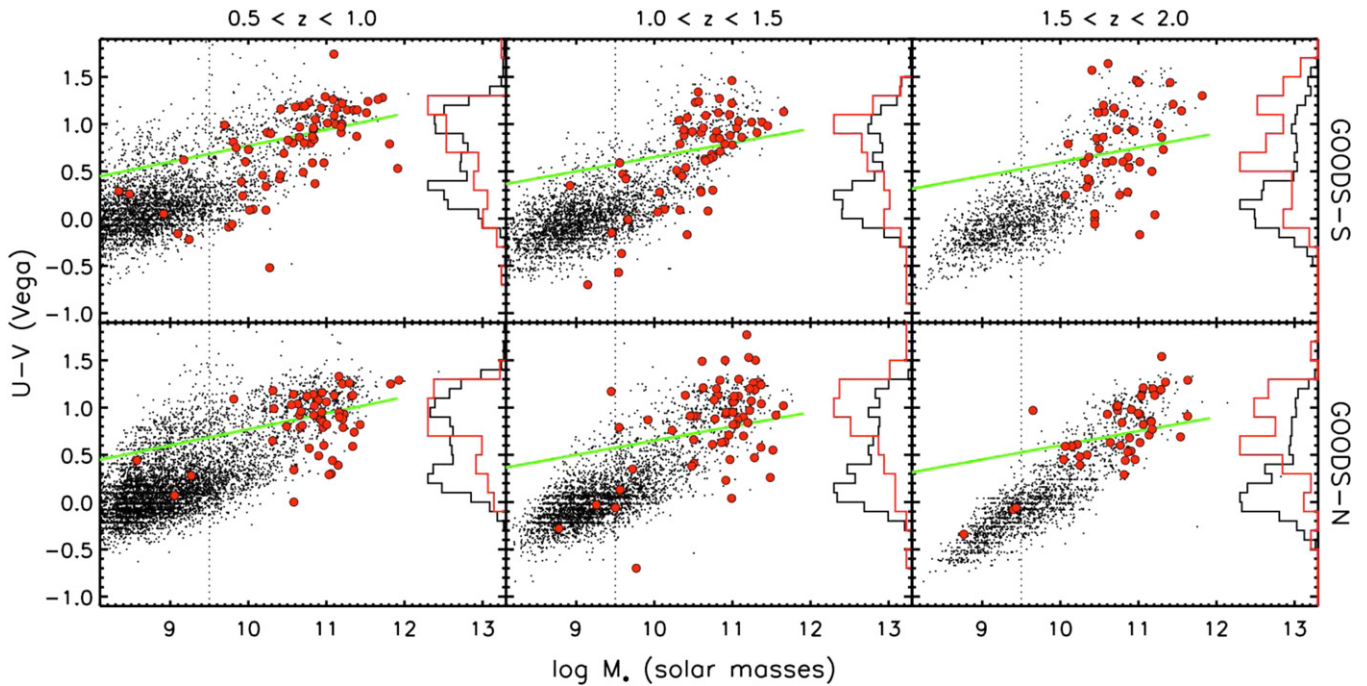 0.5 < z < 1.0 1.0 < z < 1.5 1.5 < z < 2.0
1.5
1.0
0.5
0.0
−0.5
−1.0
GOODS−S
U−V (Vega)
1.5
1.0
0.5
0.0
−0.5
−1.0
GOODS−N
9 10 11 12 13 9 10 11 12 13 9 10 11 12 13
log M* (solar masses)